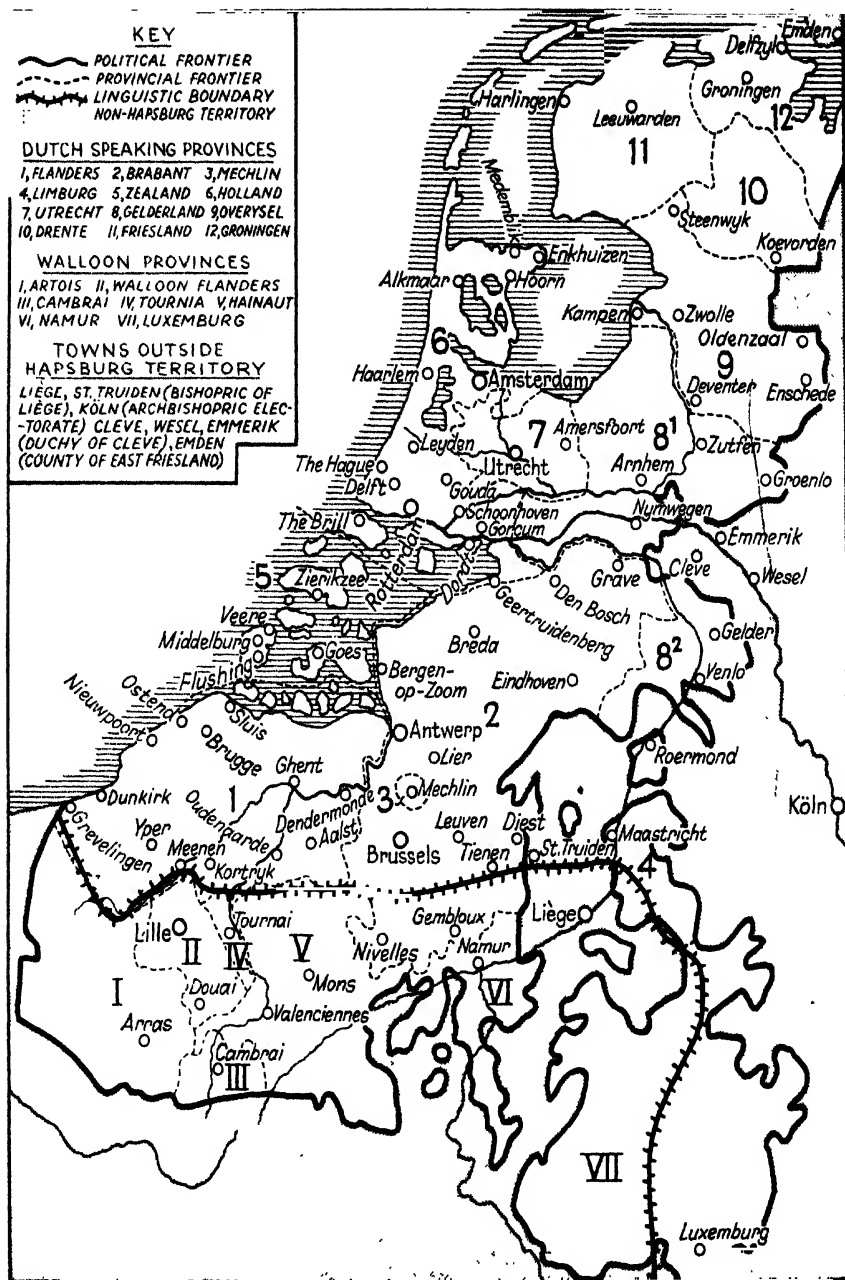 KEY
POLITICAL FRONTIER
PROVINCIAL FRONTIER
LINGUISTIC BOUNDARY
NON-HAPSBURG TERRITORY
DUTCH SPEAKING PROVINCES
1, FLANDERS 2, BRABANT 3, MECHLIN
4, LIMBURG 5, ZEALAND 6, HOLLAND
7, UTRECHT 8, GELDERLAND 9, OVERYSEL
10, DRENTE 11, FRIESLAND 12, GRONINGEN
WALLOON PROVINCES
I, ARTOIS II, WALLOON FLANDERS
III, CAMBRAI IV, TOURNIA V, HAINAUT
VI, NAMUR VII, LUXEMBURG
TOWNS OUTSIDE
HAPSBURG TERRITORY
LIÈGE, ST. TRUIDEN (BISHOPRIC OF
LIÈGE), KÖLN (ARCHBISHOPRIC ELEC-
-TORATE) CLEVE, WESEL, EMMERIK
(DUCHY OF CLEVE), EMDEN
(COUNTY OF EAST FRIESLAND)
Emden
Delfzyl
Groningen
Harlingen
Leeuwarden
12
11
10
Medemblik
Steenwyk
Koevorden
Enkhuizen
Alkmaar
Hoorn
Kampen
Zwolle
Oldenzaal
6
9
Haarlem
Amsterdam
Deventer
Enschede
7
Amersfoort
8¹
Leyden
Utrecht
Zutfen
The Hague
Arnhem
Delft
Gouda
Groenlo
Schoonhoven
Nymwegen
The Brill
Gorcum
Emmerik
Rotterdam
Dordt
Cleve
5
Zierikzee
Grave
Wesel
Geertruidenberg
Den Bosch
Veere
Middelburg
Breda
Gelder
Goes
8²
Flushing
Bergen-
op-Zoom
Eindhoven
Venlo
Nieuwpoort
Ostend
Sluis
Brugge
Antwerp
2
Lier
Roermond
Ghent
Dunkirk
1
3
Mechlin
Köln
Grevelingen
Yper
Oudenaarde
Dendermonde
Aalst
Leuven
Diest
Maastricht
Meenen
Kortryk
Brussels
Tienen
St. Truiden
4
Lille
Tournai
Gembloux
Liège
II
IV
V
Nivelles
Namur
I
Douai
Mons
VI
Arras
Valenciennes
Cambrai
III
VII
Luxemburg